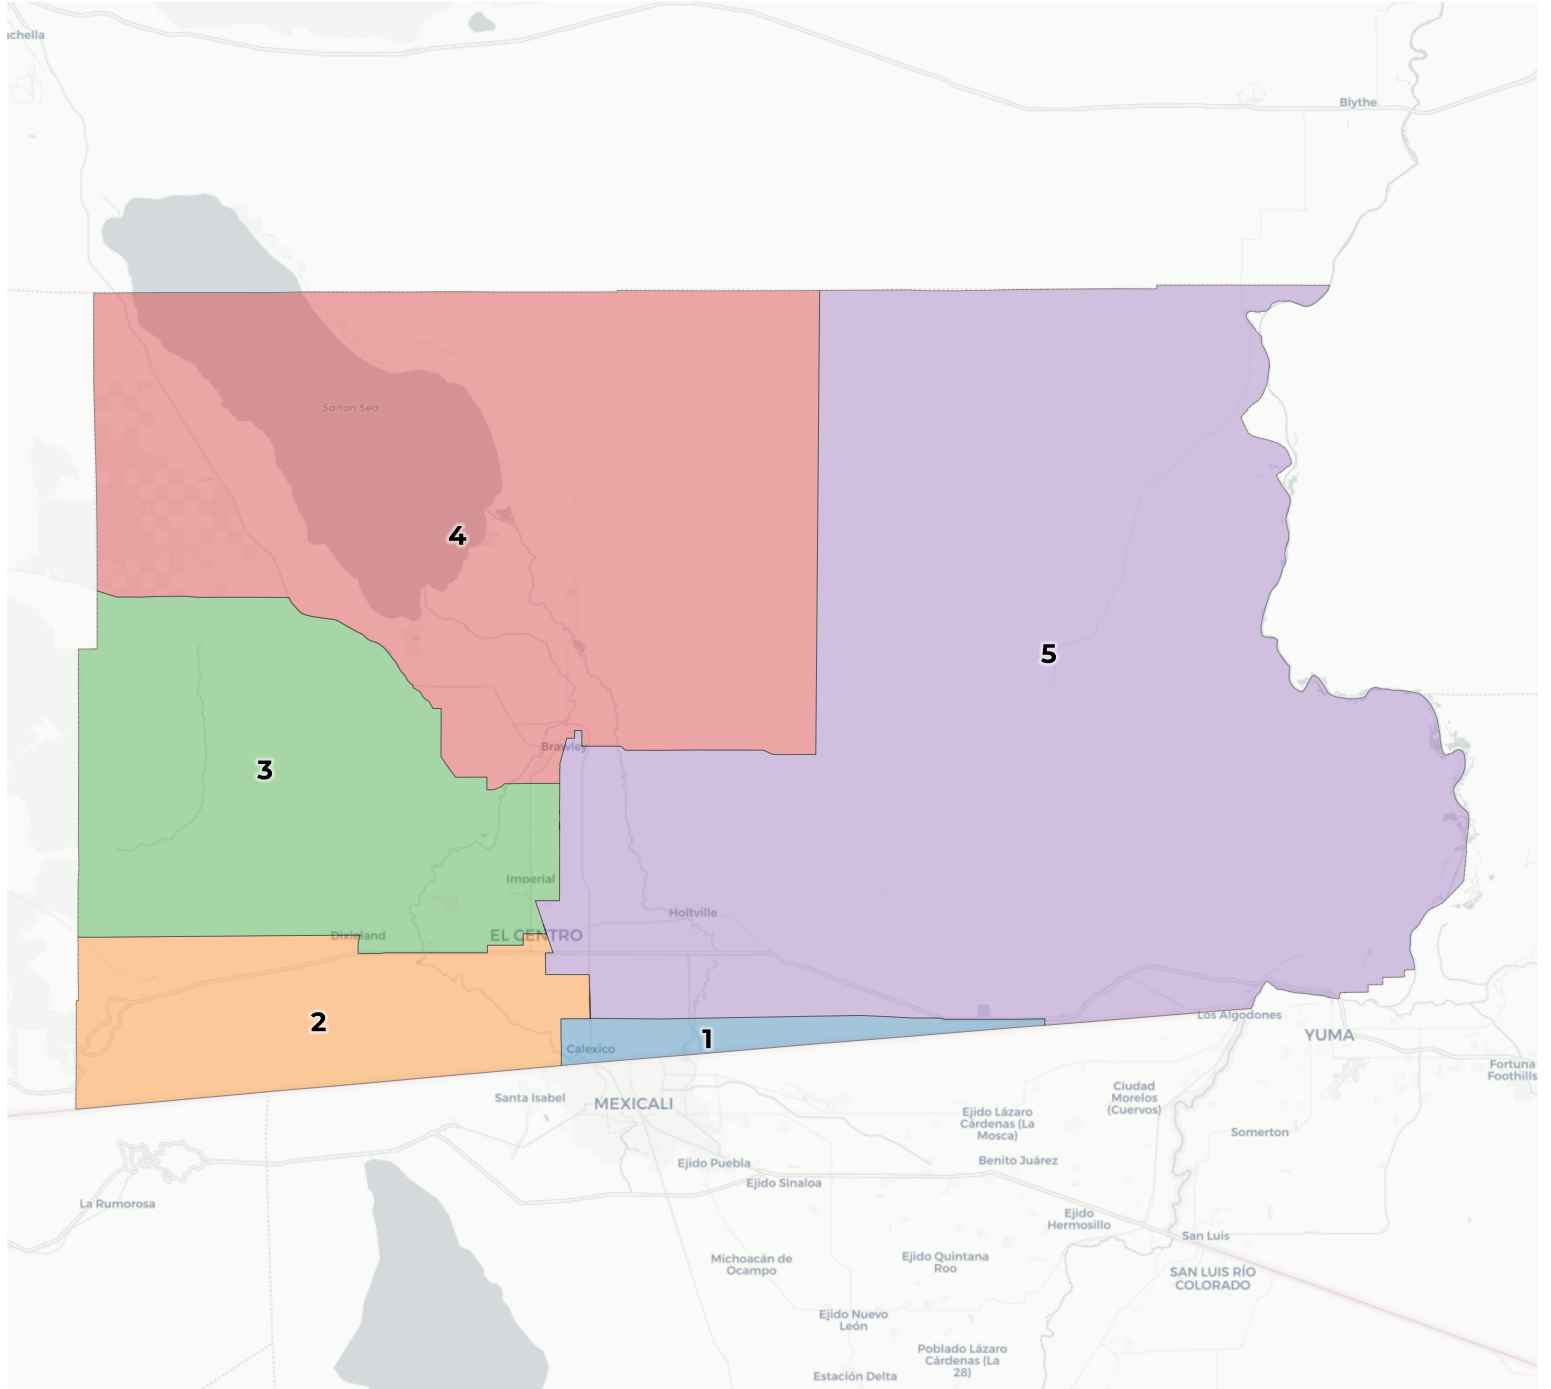 achella
Blythe
Salton Sea
4
5
Brawley
3
Imperial
Holtville
Dixieland
EL CENTRO
2
1
Los Algodones
YUMA
Calexico
Fortuna
Foothills
Santa Isabel
MEXICALI
Ciudad
Morelos
(Cuervos)
Ejido Lázaro
Cárdenas (La
Mosca)
Somerton
Benito Juárez
Ejido Puebla
Ejido Sinaloa
La Rumorosa
Ejido
Hermosillo
San Luis
Michoacán de
Ocampo
Ejido Quintana
Roo
SAN LUIS RÍO
COLORADO
Ejido Nuevo
León
Poblado Lázaro
Cárdenas (La
28)
Estación Delta